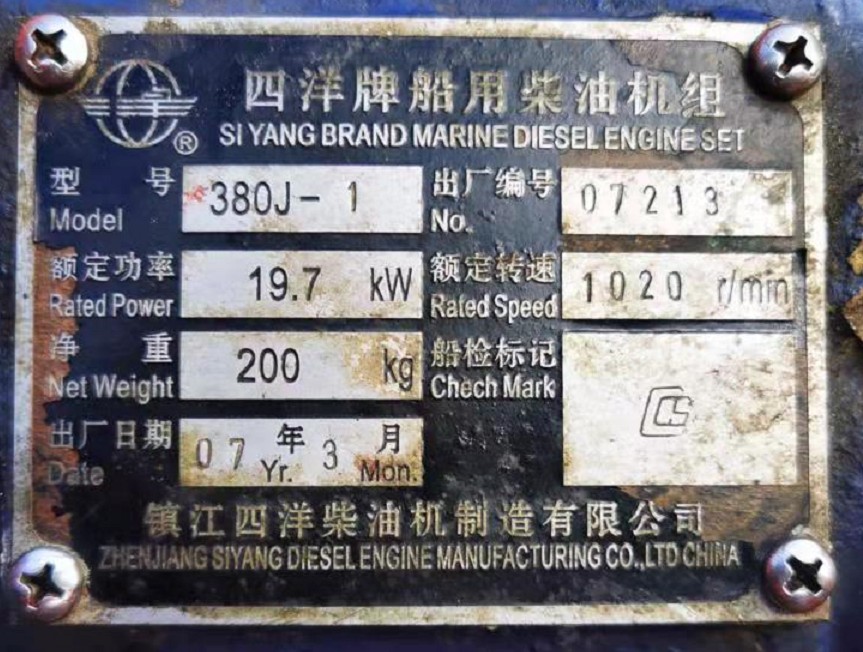 四洋牌船用柴油机组
® SI YANG BRAND MARINE DIESEL ENGINE SET
型号 380J-1 出厂编号 07213
Model No.
额定功率 19.7 kW 额定转速 1020 r/min
Rated Power Rated Speed
净重 200 kg 船检标记
Net Weight Chech Mark
出厂日期 07 年 3 月
Date Yr. Mon.
镇江四洋柴油机制造有限公司
ZHENJIANG SIYANG DIESEL ENGINE MANUFACTURING CO.,LTD CHINA